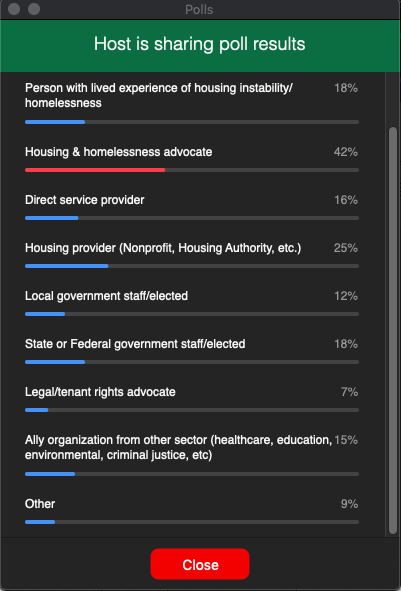 Polls
Host is sharing poll results
Person with lived experience of housing instability/ 18%
homelessness
Housing & homelessness advocate 42%
Direct service provider 16%
Housing provider (Nonprofit, Housing Authority, etc.) 25%
Local government staff/elected 12%
State or Federal government staff/elected 18%
Legal/tenant rights advocate 7%
Ally organization from other sector (healthcare, education, 15%
environmental, criminal justice, etc)
Other 9%
Close